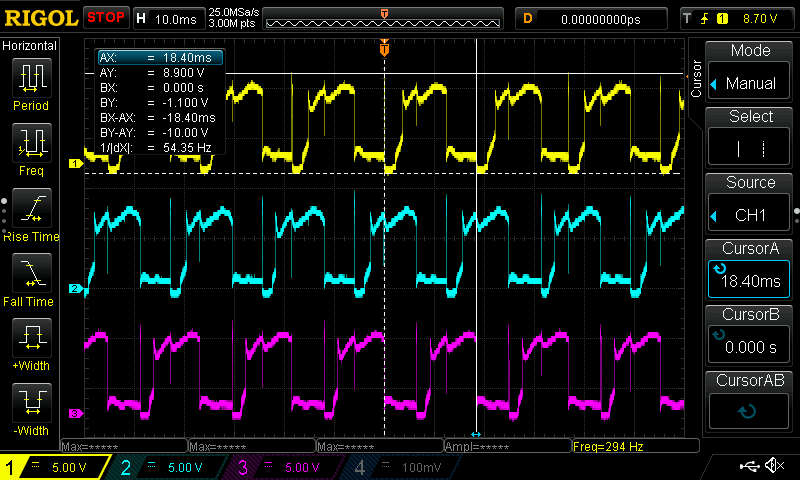 RIGOL STOP H 10.0ms 25.0MSa/s 3.00M pts T D 0.00000000ps T 1 8.70 V
Horizontal
Period
Freq
Rise Time
Fall Time
+Width
-Width
AX: = 18.40ms
AY: = 8.900 V
BX: = 0.000 s
BY: = -1.100 V
BX-AX: = -18.40ms
BY-AY: = -10.00 V
1/|dX|: = 54.35 Hz
T
1
2
3
Cursor
Mode
Manual
Select
Source
CH1
CursorA
18.40ms
CursorB
0.000 s
CursorAB
Max=***** Max=***** Max=***** Ampl=***** Freq=294 Hz
1 = 5.00 V 2 = 5.00 V 3 = 5.00 V 4 = 100mV